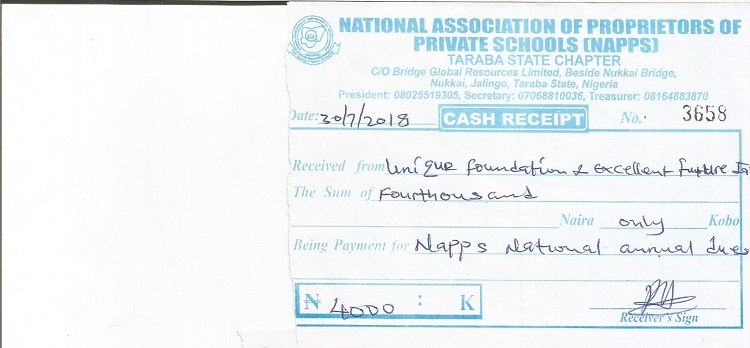 NATIONAL ASSOCIATION OF PROPRIETORS OF
PRIVATE SCHOOLS (NAPPS)
TARABA STATE CHAPTER
C/O Bridge Global Resources Limited, Beside Nukkai Bridge,
Nukkai, Jalingo, Taraba State, Nigeria
President: 08025519305, Secretary: 07068810036, Treasurer: 08164883870
Date: 30/7/2018 CASH RECEIPT No. 3658
Received from Unique foundation & Excellent future
The Sum of Fourthousand
Naira only Kobo
Being Payment for Napps National annual dues
₦ 4000 : K
Receiver's Sign